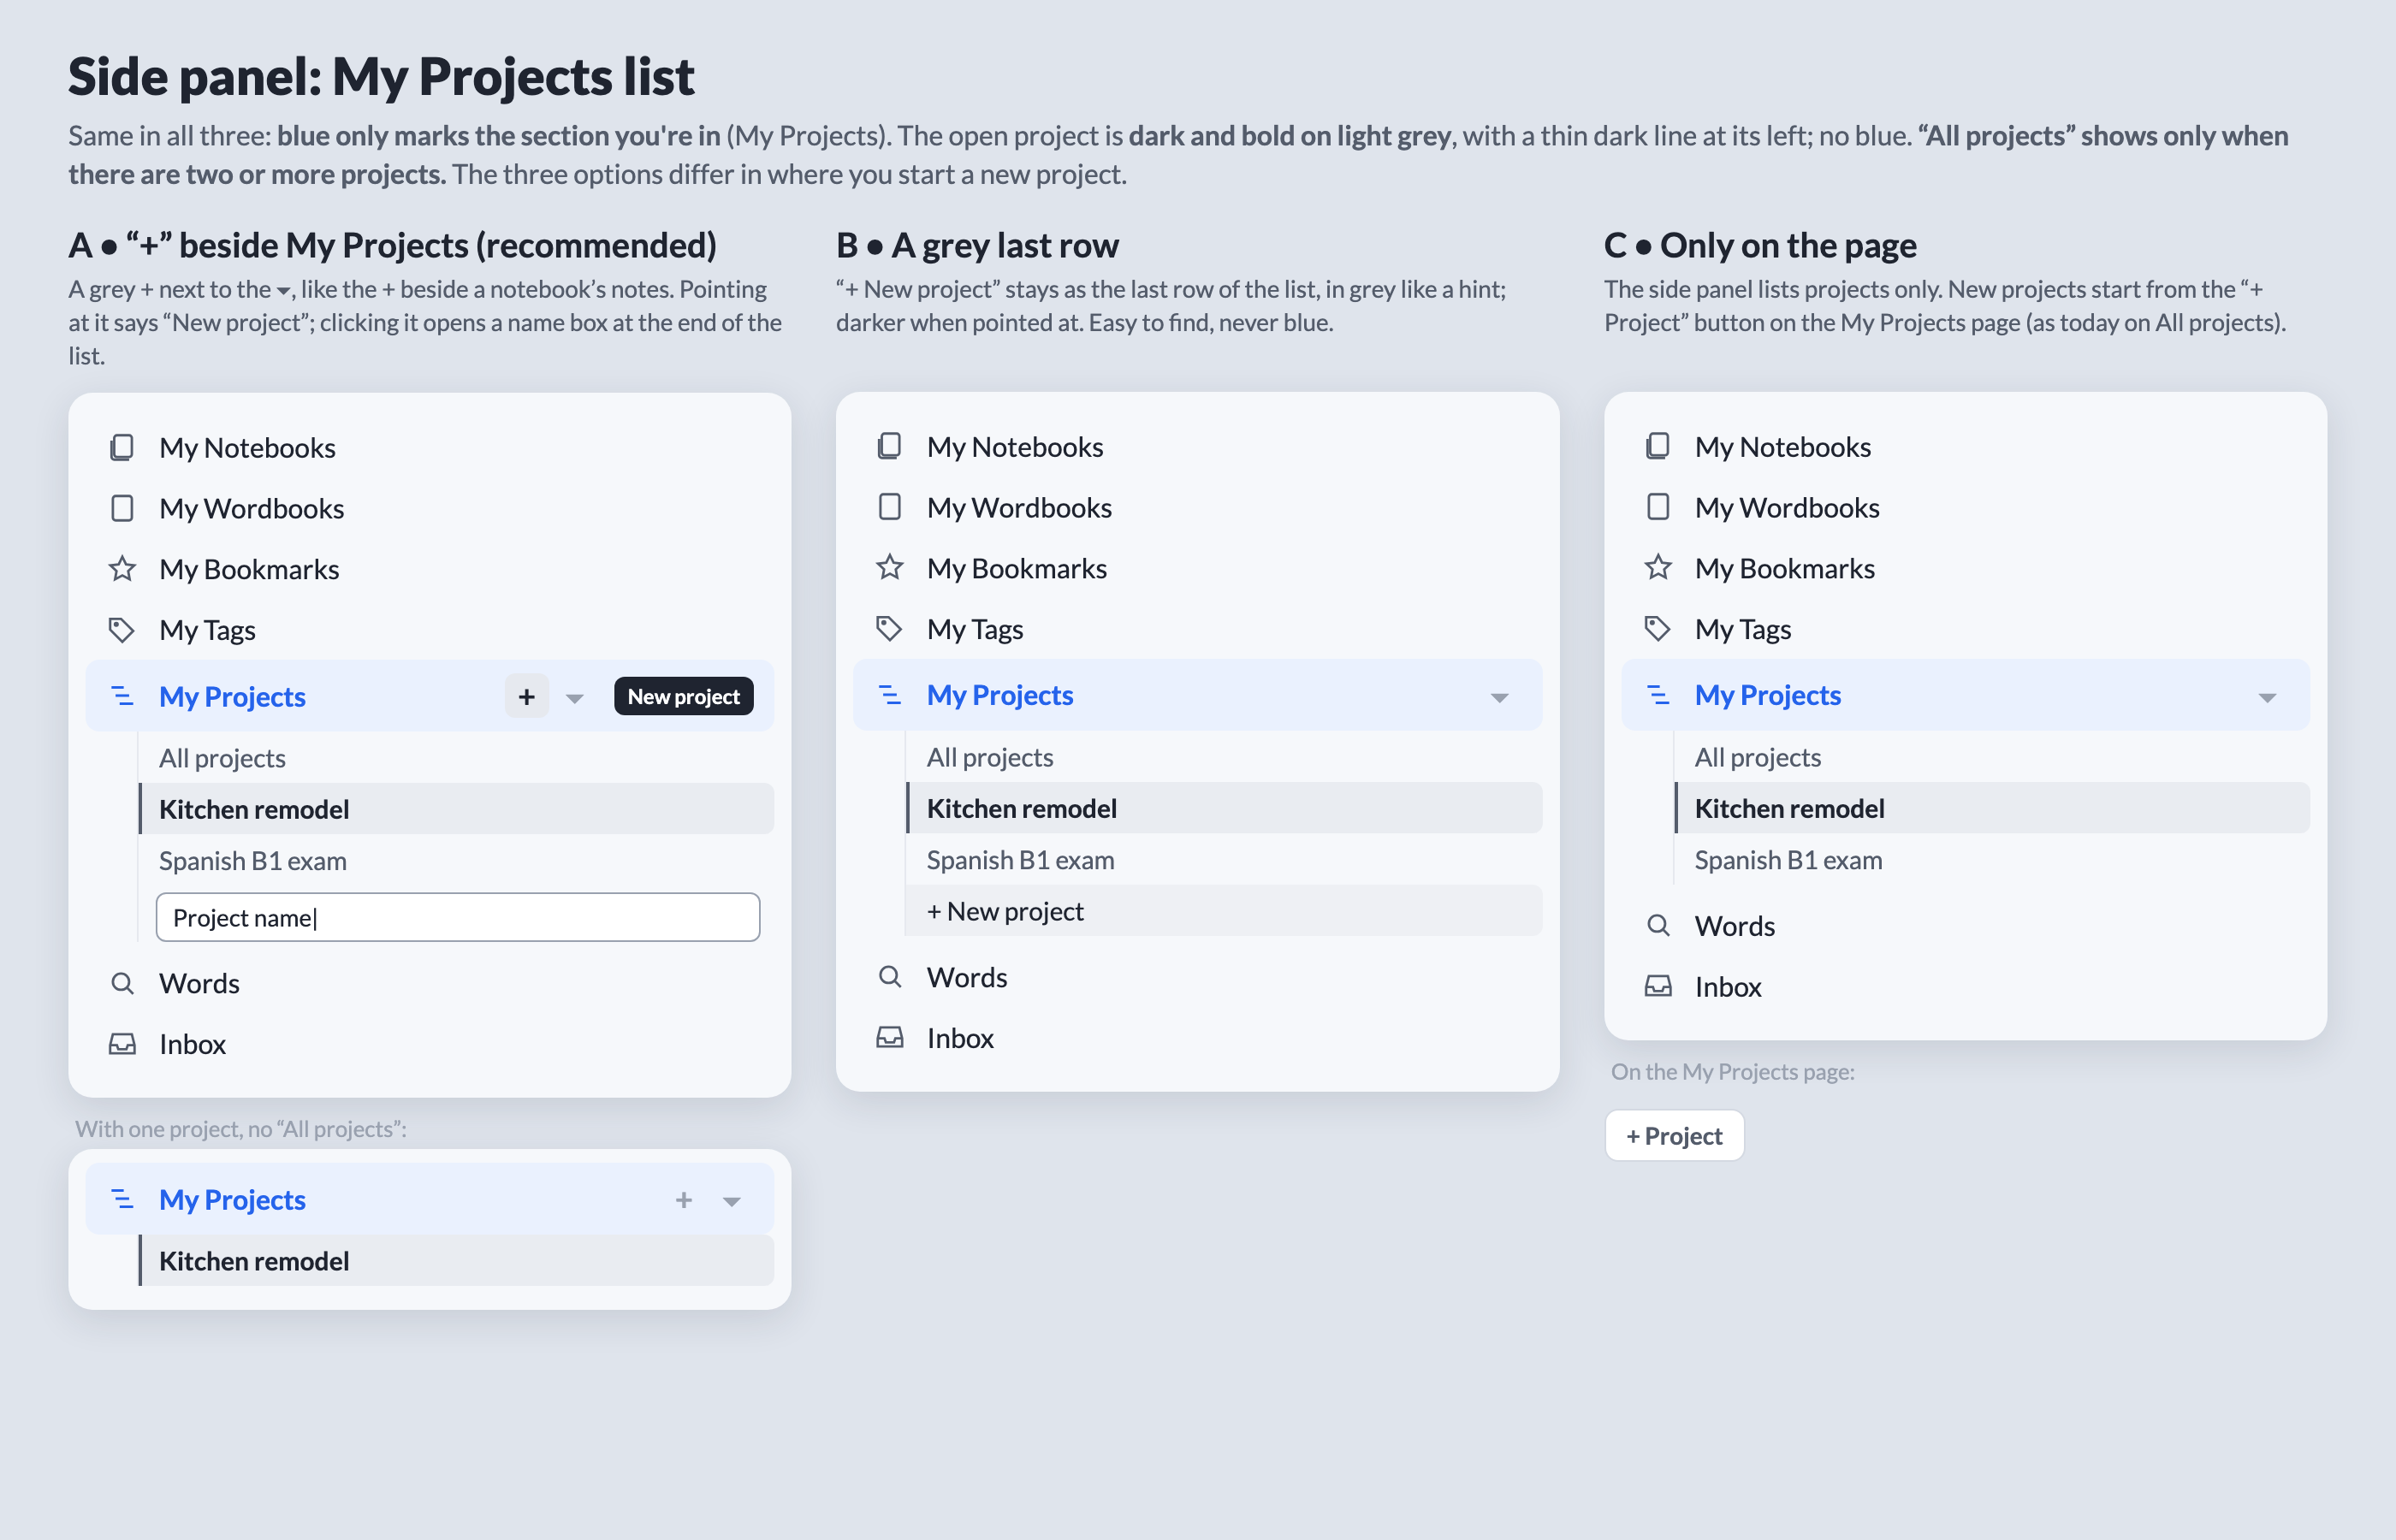 Side panel: My Projects list
Same in all three: blue only marks the section you're in (My Projects). The open project is dark and bold on light grey, with a thin dark line at its left; no blue. “All projects” shows only when
there are two or more projects. The three options differ in where you start a new project.
A • “+” beside My Projects (recommended)
A grey + next to the ▾, like the + beside a notebook’s notes. Pointing
at it says “New project”; clicking it opens a name box at the end of the
list.
My Notebooks
My Wordbooks
My Bookmarks
My Tags
My Projects + ▾ New project
All projects
Kitchen remodel
Spanish B1 exam
Project name|
Words
Inbox
With one project, no “All projects”:
My Projects + ▾
Kitchen remodel
B • A grey last row
“+ New project” stays as the last row of the list, in grey like a hint;
darker when pointed at. Easy to find, never blue.
My Notebooks
My Wordbooks
My Bookmarks
My Tags
My Projects ▾
All projects
Kitchen remodel
Spanish B1 exam
+ New project
Words
Inbox
C • Only on the page
The side panel lists projects only. New projects start from the “+
Project” button on the My Projects page (as today on All projects).
My Notebooks
My Wordbooks
My Bookmarks
My Tags
My Projects ▾
All projects
Kitchen remodel
Spanish B1 exam
Words
Inbox
On the My Projects page:
+ Project